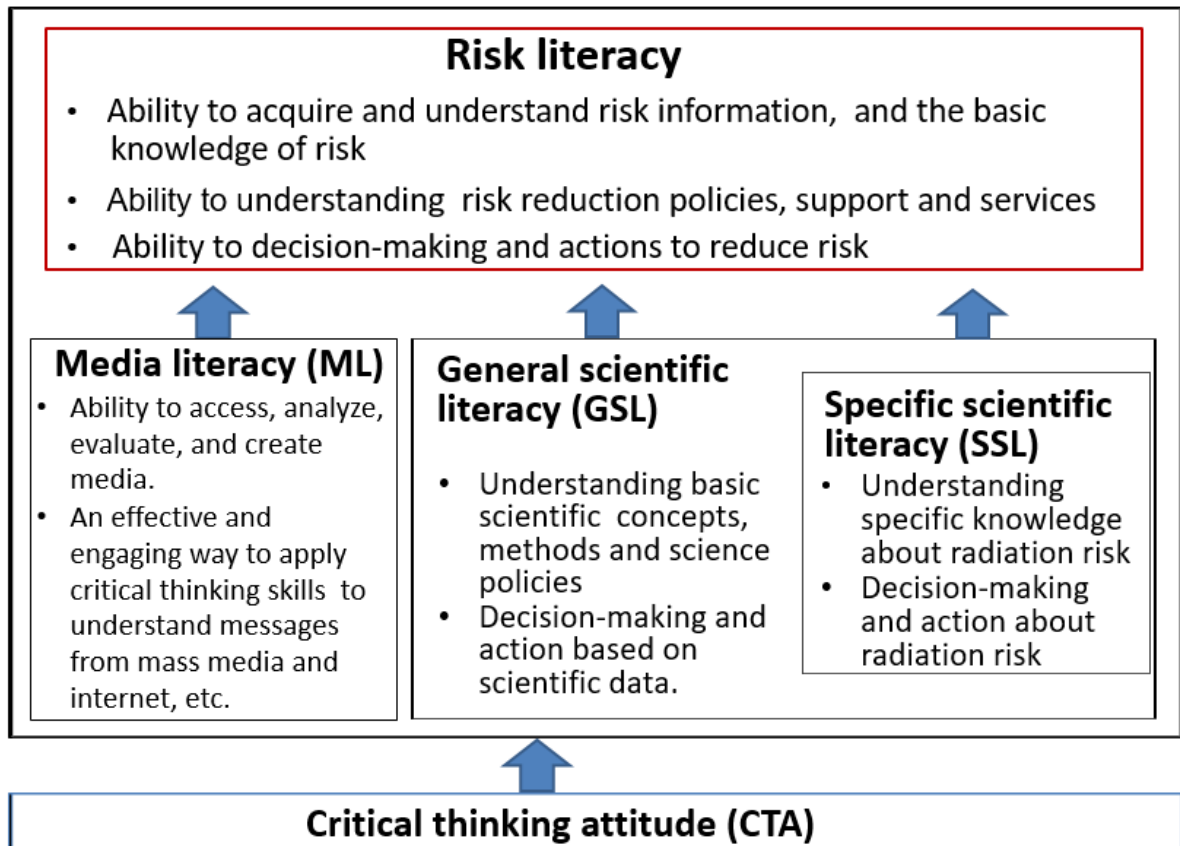 Risk literacy
• Ability to acquire and understand risk information, and the basic
knowledge of risk
• Ability to understanding risk reduction policies, support and services
• Ability to decision-making and actions to reduce risk
Media literacy (ML)
• Ability to access, analyze,
evaluate, and create
media.
• An effective and
engaging way to apply
critical thinking skills to
understand messages
from mass media and
internet, etc.
General scientific
literacy (GSL)
• Understanding basic
scientific concepts,
methods and science
policies
• Decision-making and
action based on
scientific data.
Specific scientific
literacy (SSL)
• Understanding
specific knowledge
about radiation risk
• Decision-making
and action about
radiation risk
Critical thinking attitude (CTA)